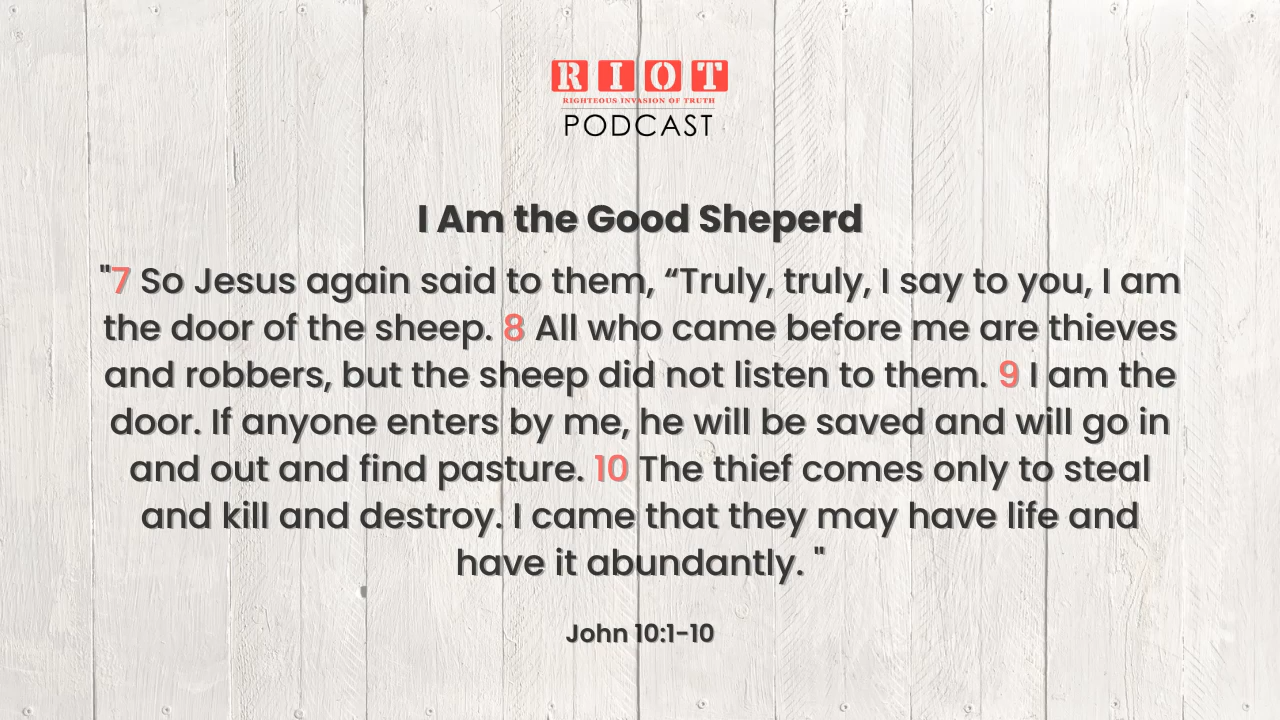 RIOT
RIGHTEOUS INVASION OF TRUTH
PODCAST
I Am the Good Sheperd
"7 So Jesus again said to them, “Truly, truly, I say to you, I am
the door of the sheep. 8 All who came before me are thieves
and robbers, but the sheep did not listen to them. 9 I am the
door. If anyone enters by me, he will be saved and will go in
and out and find pasture. 10 The thief comes only to steal
and kill and destroy. I came that they may have life and
have it abundantly. "
John 10:1-10